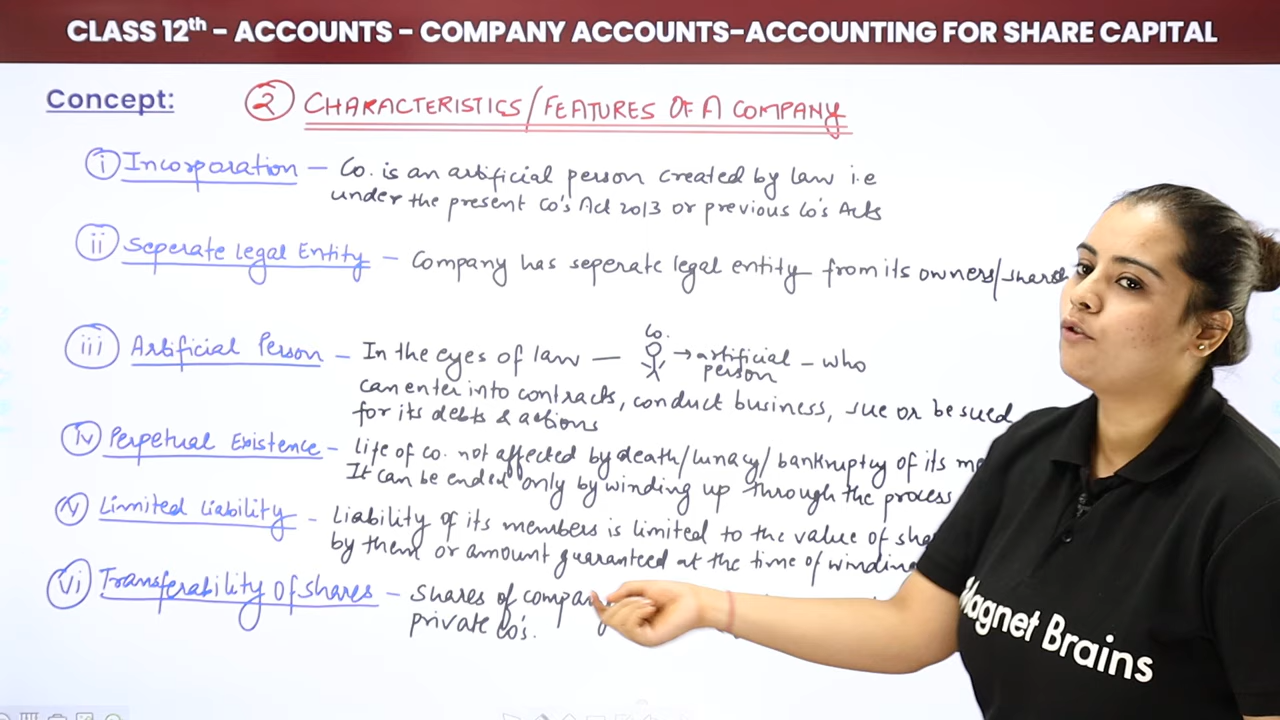 CLASS 12th - ACCOUNTS - COMPANY ACCOUNTS-ACCOUNTING FOR SHARE CAPITAL
Concept: 2 CHARACTERISTICS/FEATURES OF A COMPANY
i Incorporation - Co. is an artificial person created by law i.e
under the present Co's Act 2013 or previous Co's Acts
ii Seperate Legal Entity - Company has seperate legal entity from its owners/
Co.
iii Artificial Person - In the eyes of law - → artificial - who
person
can enter into contracts, conduct business, sue or be sued
for its debts & actions
iv Perpetual Existence - Life of co. not affected by death/lunacy/bankruptcy of its
It can be ended only by winding up through the process
v Limited Liability - Liability of its members is limited to the value of
by them or amount guaranteed at the time of
vi Transferability of shares - Shares of
private Co's.
Magnet Brains